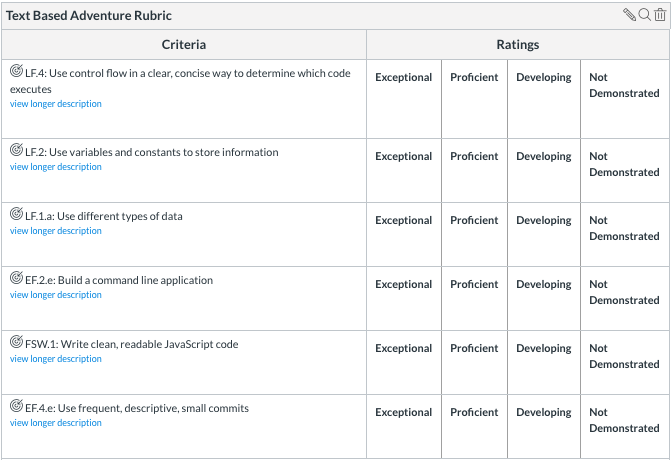 Text Based Adventure Rubric
Criteria
Ratings
LF.4: Use control flow in a clear, concise way to determine which code
executes
view longer description
Exceptional
Proficient
Developing
Not
Demonstrated
LF.2: Use variables and constants to store information
view longer description
Exceptional
Proficient
Developing
Not
Demonstrated
LF.1.a: Use different types of data
view longer description
Exceptional
Proficient
Developing
Not
Demonstrated
EF.2.e: Build a command line application
view longer description
Exceptional
Proficient
Developing
Not
Demonstrated
FSW.1: Write clean, readable JavaScript code
view longer description
Exceptional
Proficient
Developing
Not
Demonstrated
EF.4.e: Use frequent, descriptive, small commits
view longer description
Exceptional
Proficient
Developing
Not
Demonstrated